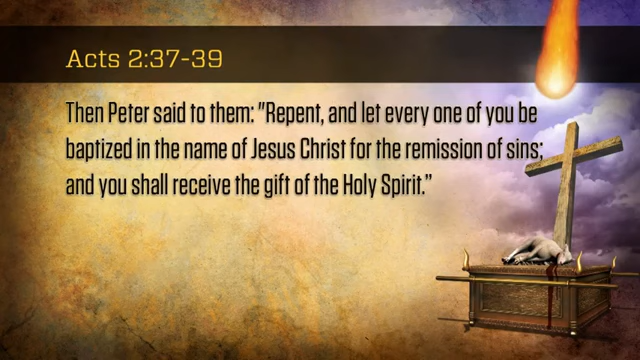 Acts 2:37-39
Then Peter said to them: "Repent, and let every one of you be
baptized in the name of Jesus Christ for the remission of sins;
and you shall receive the gift of the Holy Spirit.”